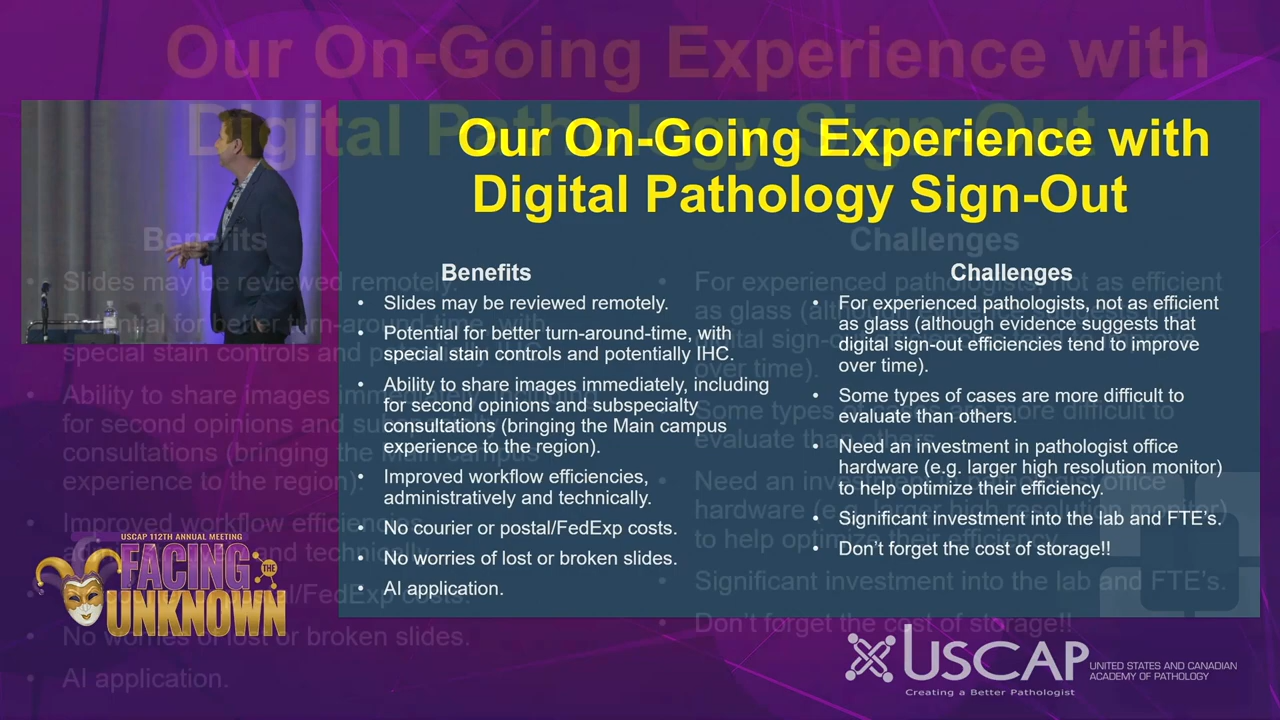 Our On-Going Experience with
Digital Pathology Sign-Out
Benefits
• Slides may be reviewed remotely.
• Potential for better turn-around-time, with
special stain controls and potentially IHC.
• Ability to share images immediately, including
for second opinions and subspecialty
consultations (bringing the Main campus
experience to the region).
• Improved workflow efficiencies,
administratively and technically.
• No courier or postal/FedExp costs.
• No worries of lost or broken slides.
• AI application.
Challenges
• For experienced pathologists, not as efficient
as glass (although evidence suggests that
digital sign-out efficiencies tend to improve
over time).
• Some types of cases are more difficult to
evaluate than others.
• Need an investment in pathologist office
hardware (e.g. larger high resolution monitor)
to help optimize their efficiency.
• Significant investment into the lab and FTE's.
• Don't forget the cost of storage!!
USCAP 112TH ANNUAL MEETING
FACING
THE
UNKNOWN
USCAP
UNITED STATES AND CANADIAN
ACADEMY OF PATHOLOGY
Creating a Better Pathologist